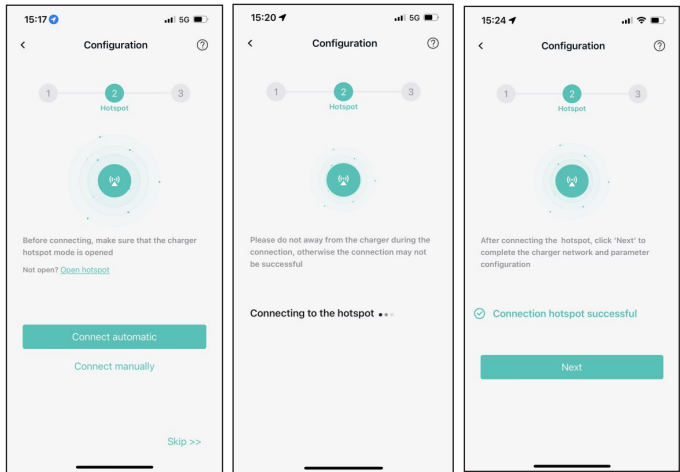 15:17
5G
Configuration
?
1
2
3
Hotspot
Before connecting, make sure that the charger
hotspot mode is opened
Not open? Open hotspot
Connect automatic
Connect manually
Skip >>
15:20
5G
Configuration
?
1
2
3
Hotspot
Please do not away from the charger during the
connection, otherwise the connection may not
be successful
Connecting to the hotspot
15:24
Configuration
?
1
2
3
Hotspot
After connecting the hotspot, click 'Next' to
complete the charger network and parameter
configuration
Connection hotspot successful
Next